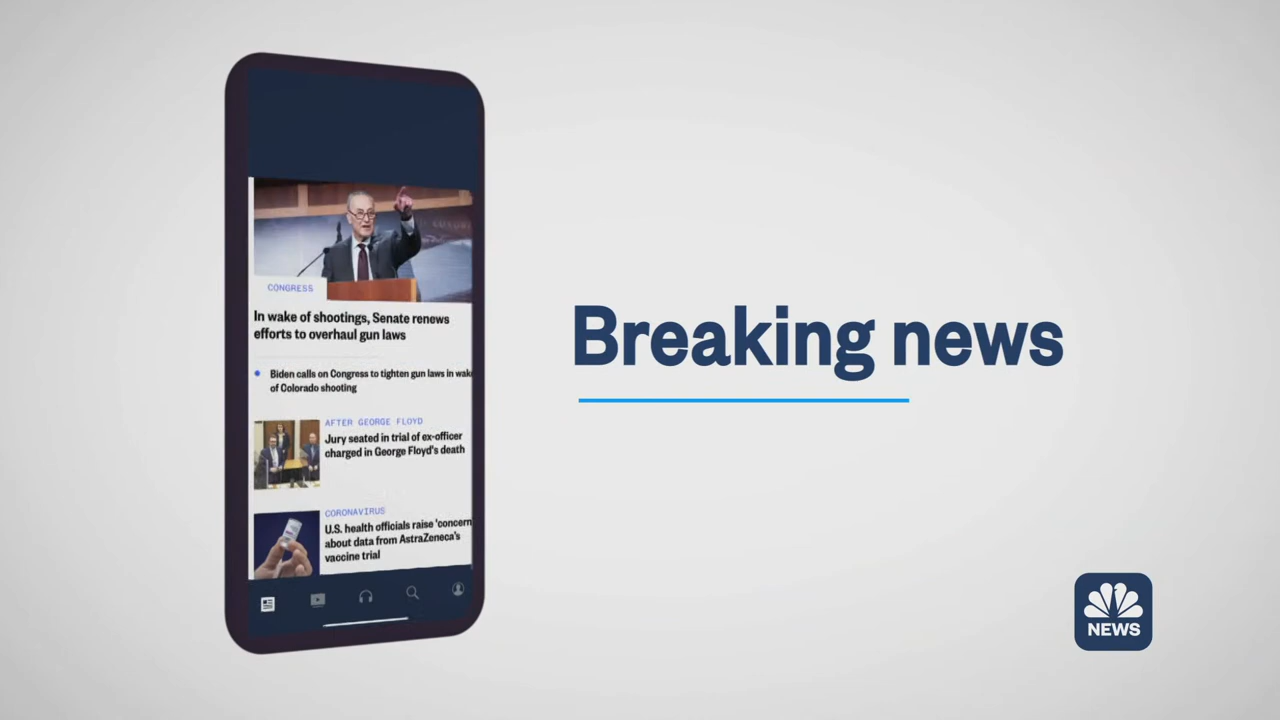 CONGRESS
In wake of shootings, Senate renews
efforts to overhaul gun laws
Biden calls on Congress to tighten gun laws in wake
of Colorado shooting
AFTER GEORGE FLOYD
Jury seated in trial of ex-officer
charged in George Floyd's death
CORONAVIRUS
U.S. health officials raise 'concern
about data from AstraZeneca's
vaccine trial
Breaking news
NEWS